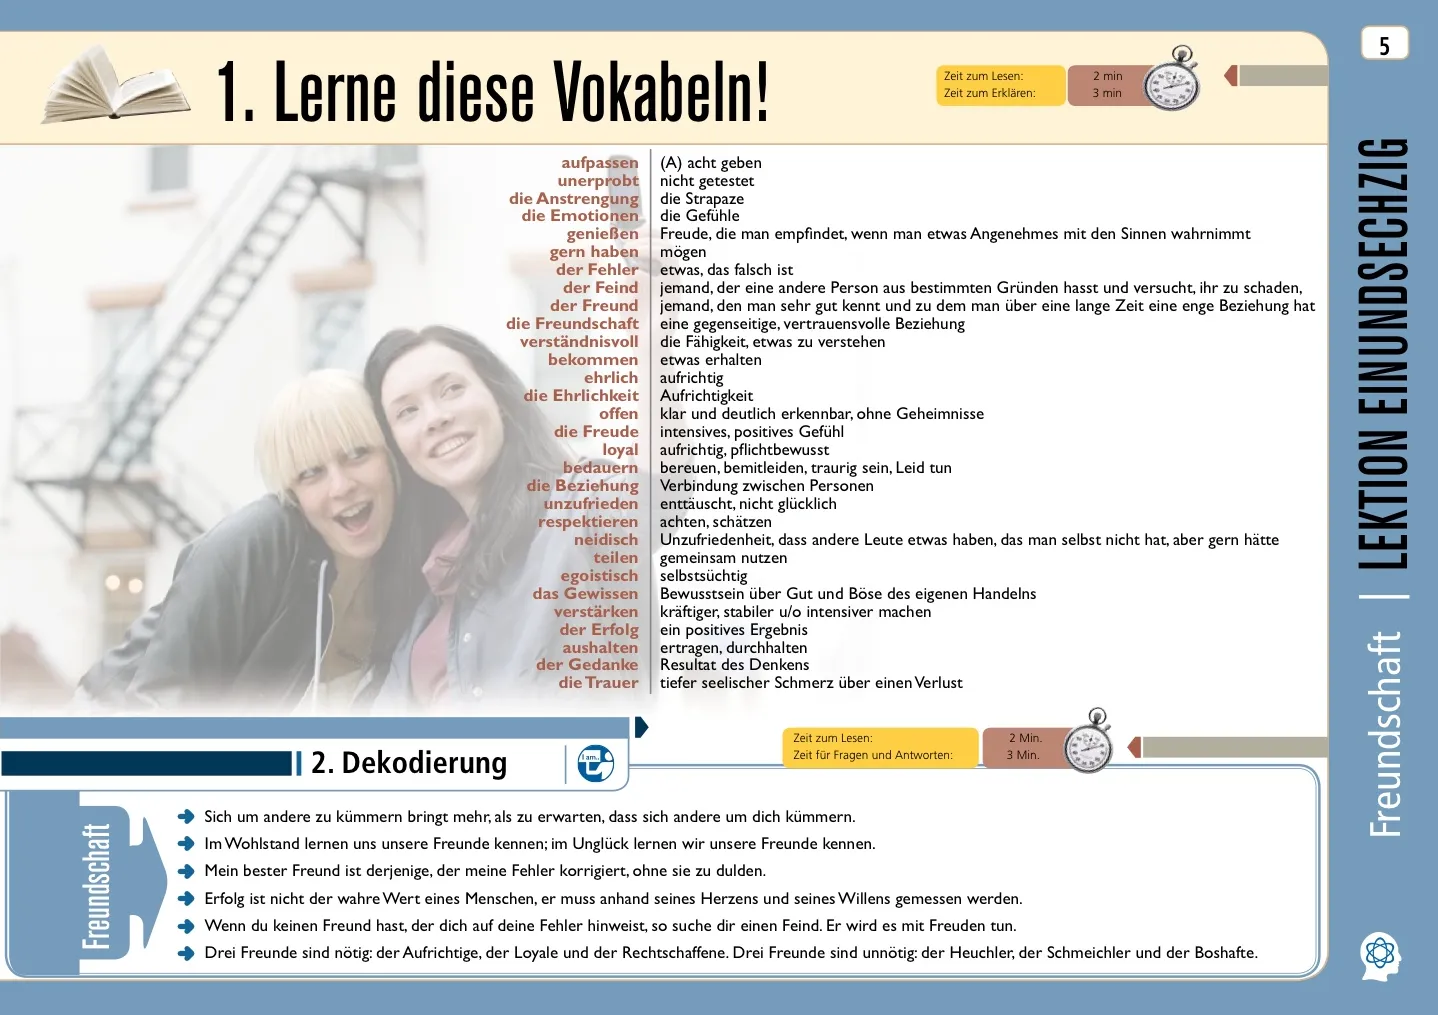 5
1. Lerne diese Vokabeln!
Zeit zum Lesen: 2 min
Zeit zum Erklären: 3 min
aufpassen (A) acht geben
unerprobt nicht getestet
die Anstrengung die Strapaze
die Emotionen die Gefühle
genießen Freude, die man empfindet, wenn man etwas Angenehmes mit den Sinnen wahrnimmt
gern haben mögen
der Fehler etwas, das falsch ist
der Feind jemand, der eine andere Person aus bestimmten Gründen hasst und versucht, ihr zu schaden,
der Freund jemand, den man sehr gut kennt und zu dem man über eine lange Zeit eine enge Beziehung hat
die Freundschaft eine gegenseitige, vertrauensvolle Beziehung
verständnisvoll die Fähigkeit, etwas zu verstehen
bekommen etwas erhalten
ehrlich aufrichtig
die Ehrlichkeit Aufrichtigkeit
offen klar und deutlich erkennbar, ohne Geheimnisse
die Freude intensives, positives Gefühl
loyal aufrichtig, pflichtbewusst
bedauern bereuen, bemitleiden, traurig sein, Leid tun
die Beziehung Verbindung zwischen Personen
unzufrieden enttäuscht, nicht glücklich
respektieren achten, schätzen
neidisch Unzufriedenheit, dass andere Leute etwas haben, das man selbst nicht hat, aber gern hätte
teilen gemeinsam nutzen
egoistisch selbstsüchtig
das Gewissen Bewusstsein über Gut und Böse des eigenen Handelns
verstärken kräftiger, stabiler u/o intensiver machen
der Erfolg ein positives Ergebnis
aushalten ertragen, durchhalten
der Gedanke Resultat des Denkens
die Trauer tiefer seelischer Schmerz über einen Verlust
2. Dekodierung
I am...
Zeit zum Lesen: 2 Min.
Zeit für Fragen und Antworten: 3 Min.
Freundschaft
Sich um andere zu kümmern bringt mehr, als zu erwarten, dass sich andere um dich kümmern.
Im Wohlstand lernen uns unsere Freunde kennen; im Unglück lernen wir unsere Freunde kennen.
Mein bester Freund ist derjenige, der meine Fehler korrigiert, ohne sie zu dulden.
Erfolg ist nicht der wahre Wert eines Menschen, er muss anhand seines Herzens und seines Willens gemessen werden.
Wenn du keinen Freund hast, der dich auf deine Fehler hinweist, so suche dir einen Feind. Er wird es mit Freuden tun.
Drei Freunde sind nötig: der Aufrichtige, der Loyale und der Rechtschaffene. Drei Freunde sind unnötig: der Heuchler, der Schmeichler und der Boshafte.
Freundschaft | LEKTION EINUNDSECHZIG